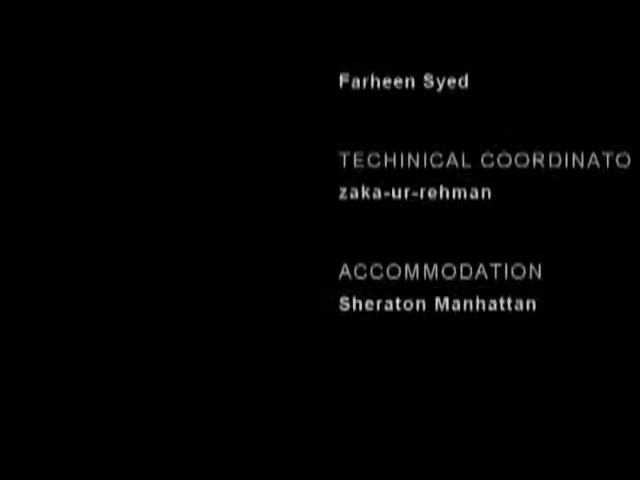 Farheen Syed
TECHINICAL COORDINATO
zaka-ur-rehman
ACCOMMODATION
Sheraton Manhattan